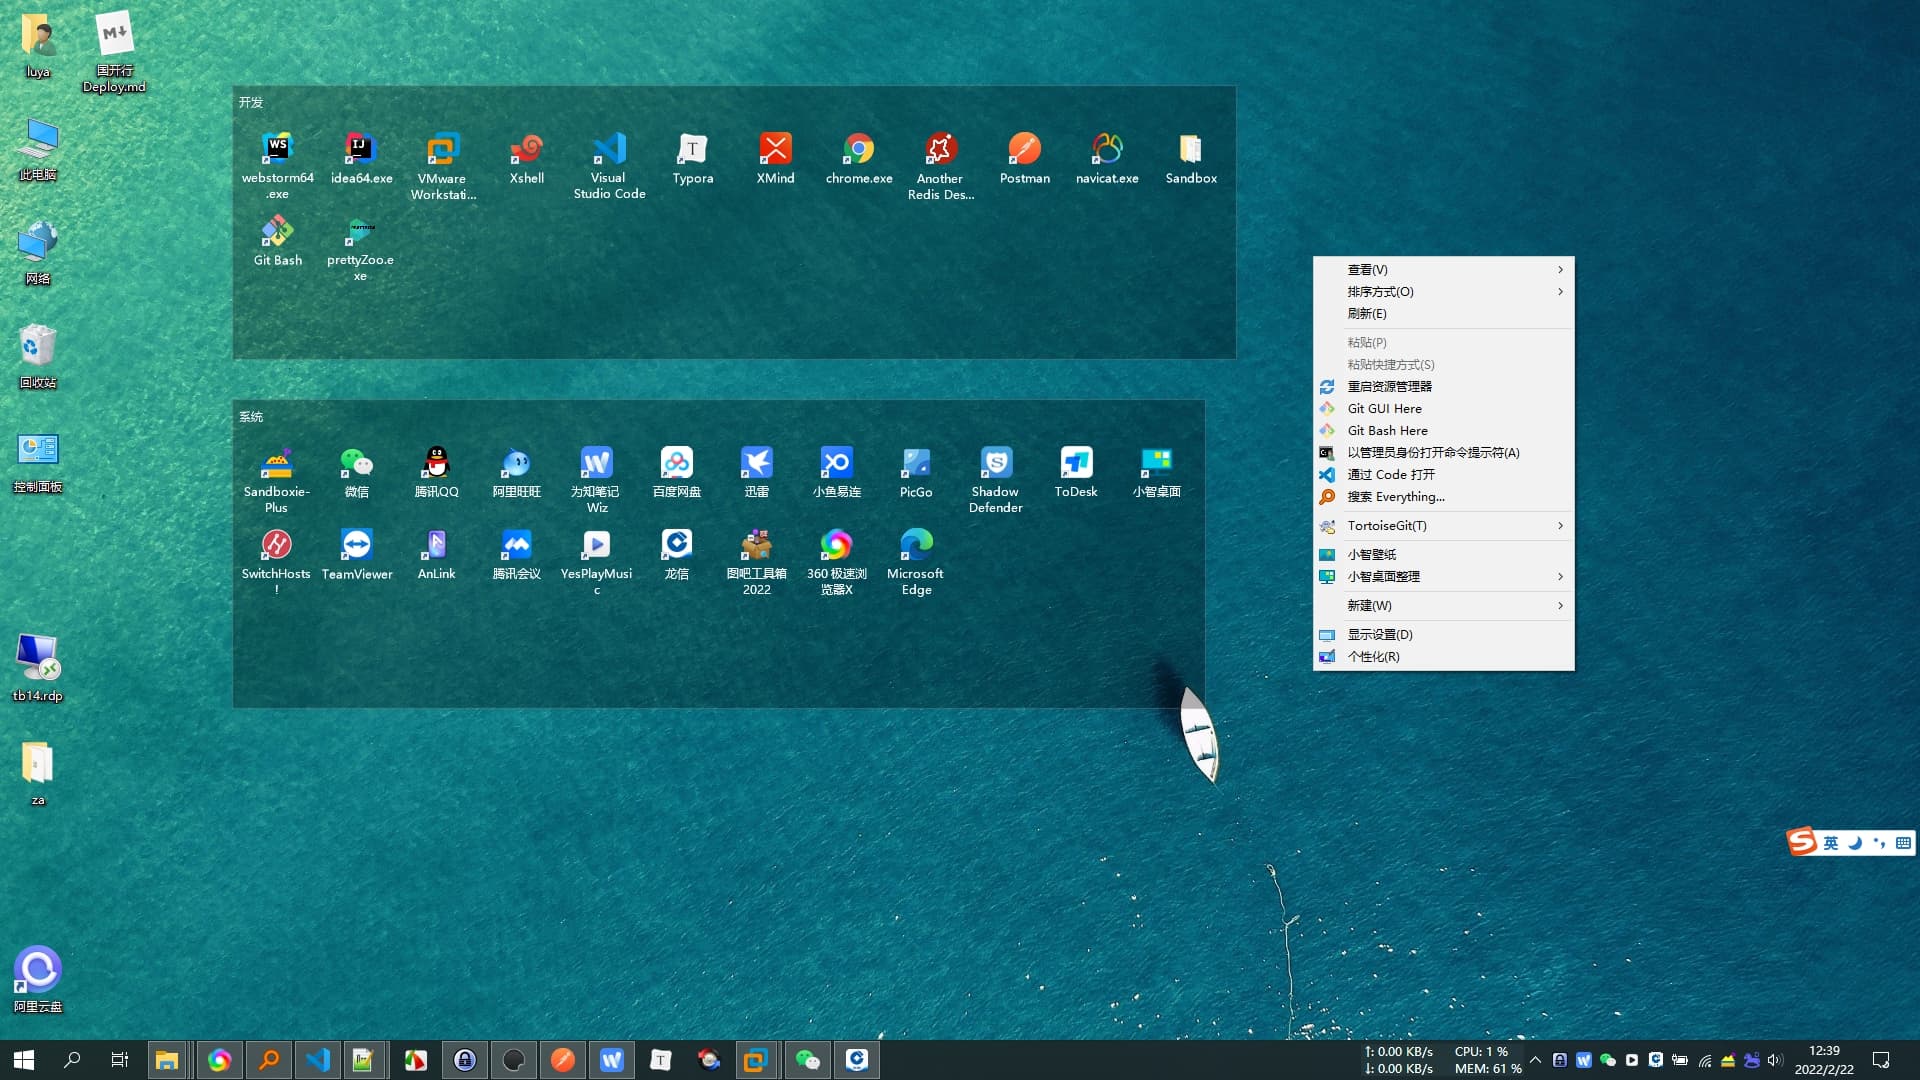 luya
国开行
Deploy.md
此电脑
网络
回收站
控制面板
tb14.rdp
za
阿里云盘
开发
webstorm64
.exe
idea64.exe
VMware
Workstati...
Xshell
Visual
Studio Code
Typora
XMind
chrome.exe
Another
Redis Des...
Postman
navicat.exe
Sandbox
Git Bash
prettyZoo.e
xe
系统
Sandboxie-
Plus
微信
腾讯QQ
阿里旺旺
为知笔记
Wiz
百度网盘
迅雷
小鱼易连
PicGo
Shadow
Defender
ToDesk
小智桌面
SwitchHosts
!
TeamViewer
AnLink
腾讯会议
YesPlayMusi
c
龙信
图吧工具箱
2022
360 极速浏
览器X
Microsoft
Edge
查看(V)
排序方式(O)
刷新(E)
粘贴(P)
粘贴快捷方式(S)
重启资源管理器
Git GUI Here
Git Bash Here
以管理员身份打开命令提示符(A)
通过 Code 打开
搜索 Everything...
TortoiseGit(T)
小智壁纸
小智桌面整理
新建(W)
显示设置(D)
个性化(R)
英
↑: 0.00 KB/s
↓: 0.00 KB/s
CPU: 1 %
MEM: 61 %
12:39
2022/2/22